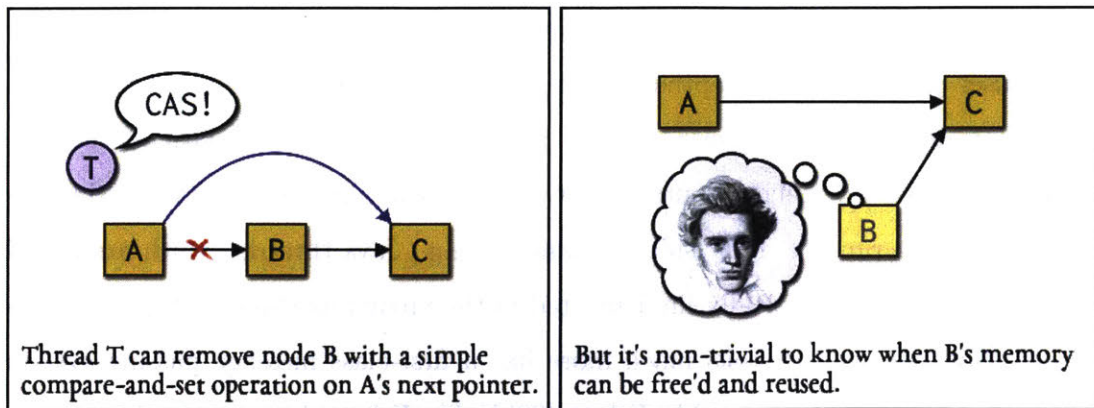 CAS!
T
A
B
C
Thread T can remove node B with a simple
compare-and-set operation on A's next pointer.
A
C
B
But it's non-trivial to know when B's memory
can be free'd and reused.